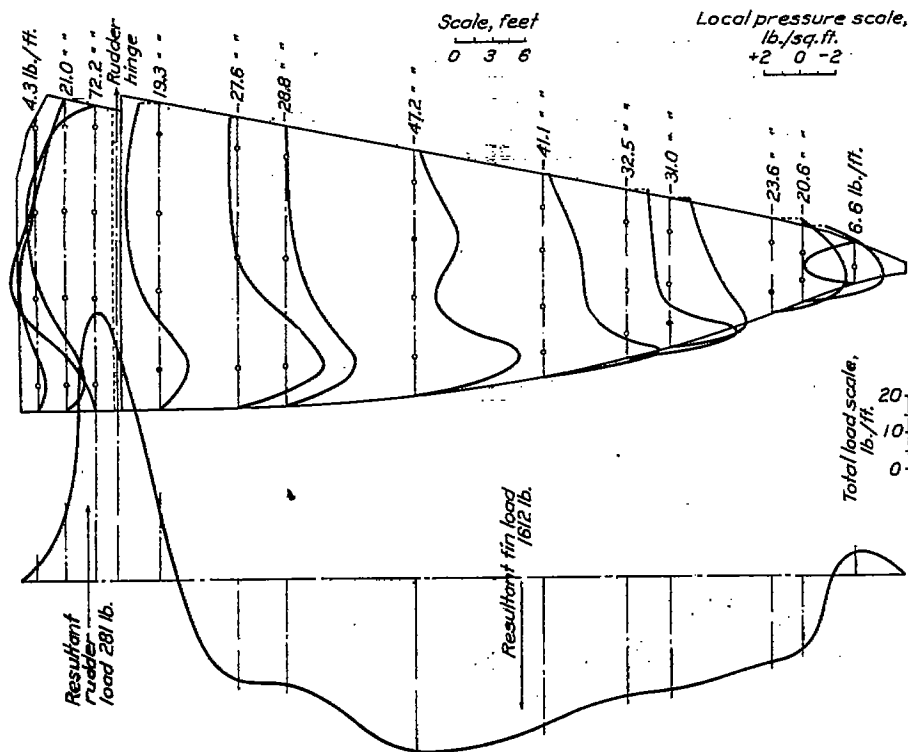 Scale, feet
0 3 6
Local pressure scale,
lb./sq.ft.
+2 0 -2
4.3 lb./ft.
21.0 " "
72.2 " "
Rudder
hinge
19.3 " "
-27.6 " "
-28.8 " "
-47.2 " "
-41.1 " "
-32.5 " "
-31.0 " "
-23.6 " "
-20.6 " "
6.6 lb./ft.
Total load scale,
lb./ft.
20
10
0
Resultant
rudder
load 281 lb.
Resultant fin load
1612 lb.